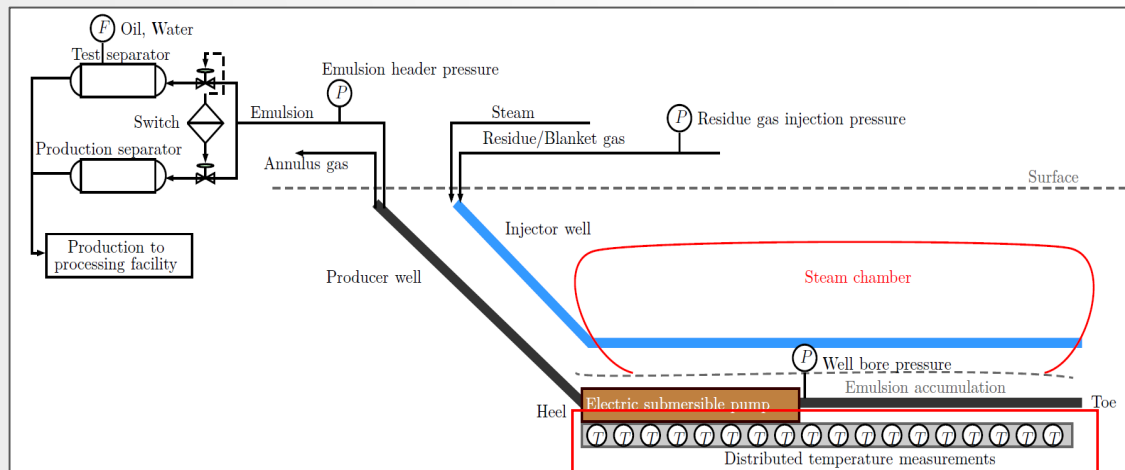 F Oil, Water
Test separator
Emulsion header pressure
P
Emulsion
Steam
P Residue gas injection pressure
Switch
Residue/Blanket gas
Production separator
Annulus gas
Surface
Injector well
Production to
processing facility
Producer well
Steam chamber
P Well bore pressure
Emulsion accumulation
Electric submersible pump
Heel
Toe
T T T T T T T T T T T T T T T T T
Distributed temperature measurements